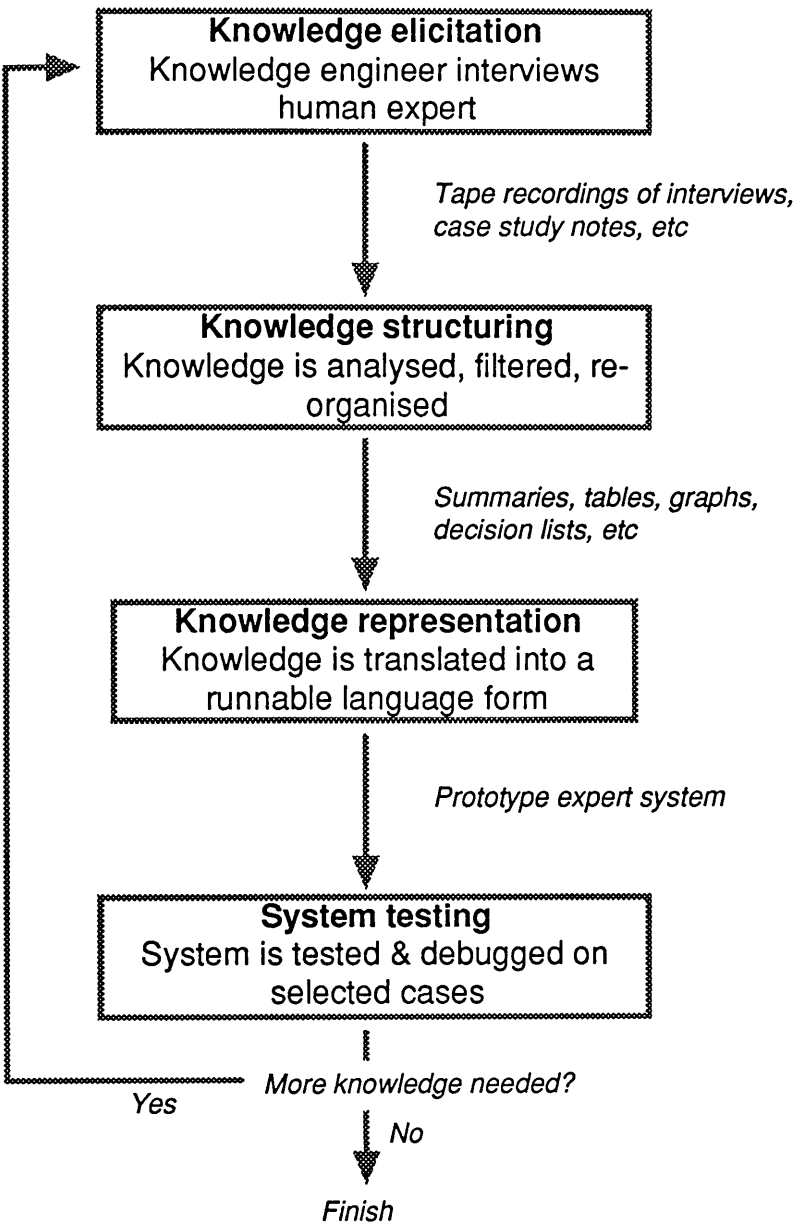 Knowledge elicitation
Knowledge engineer interviews
human expert
Tape recordings of interviews,
case study notes, etc
Knowledge structuring
Knowledge is analysed, filtered, re-
organised
Summaries, tables, graphs,
decision lists, etc
Knowledge representation
Knowledge is translated into a
runnable language form
Prototype expert system
System testing
System is tested & debugged on
selected cases
More knowledge needed?
Yes
No
Finish